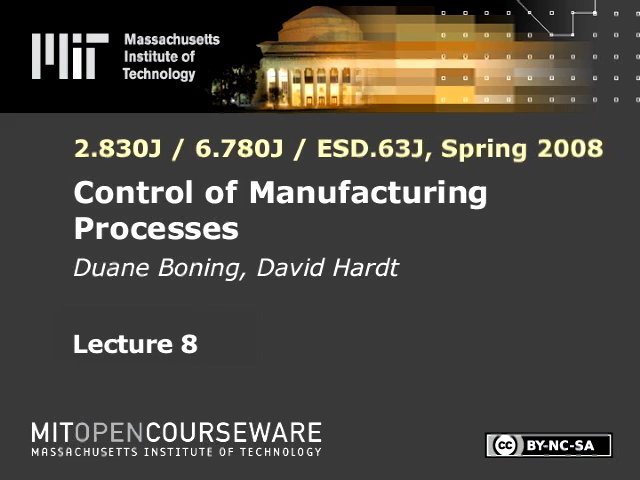 Massachusetts
Institute of
Technology
2.830J / 6.780J / ESD.63J, Spring 2008
Control of Manufacturing
Processes
Duane Boning, David Hardt
Lecture 8
MITOPENCOURSEWARE
MASSACHUSETTS INSTITUTE OF TECHNOLOGY
cc BY-NC-SA